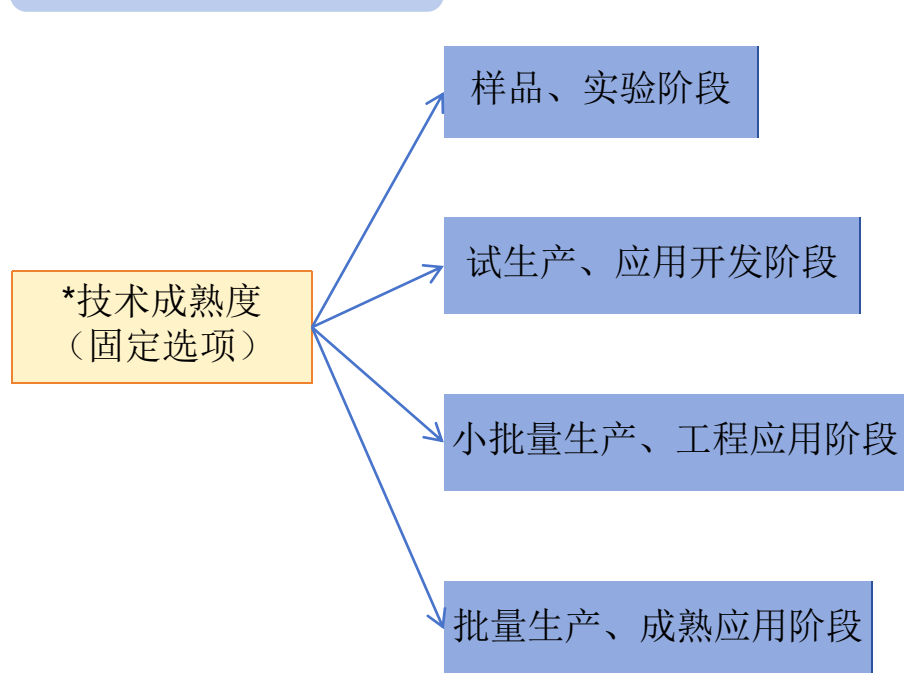 *技术成熟度
（固定选项）
样品、实验阶段
试生产、应用开发阶段
小批量生产、工程应用阶段
批量生产、成熟应用阶段